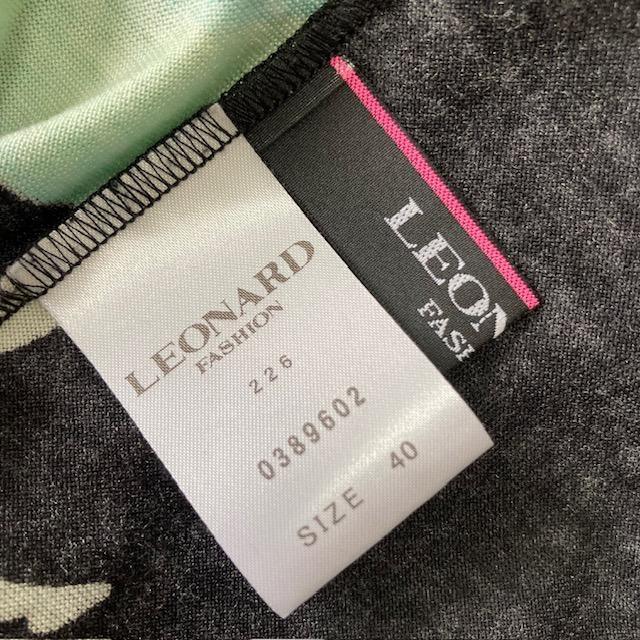 LEONARD
FASHION
226
0389602
SIZE 40
LEON
FASH